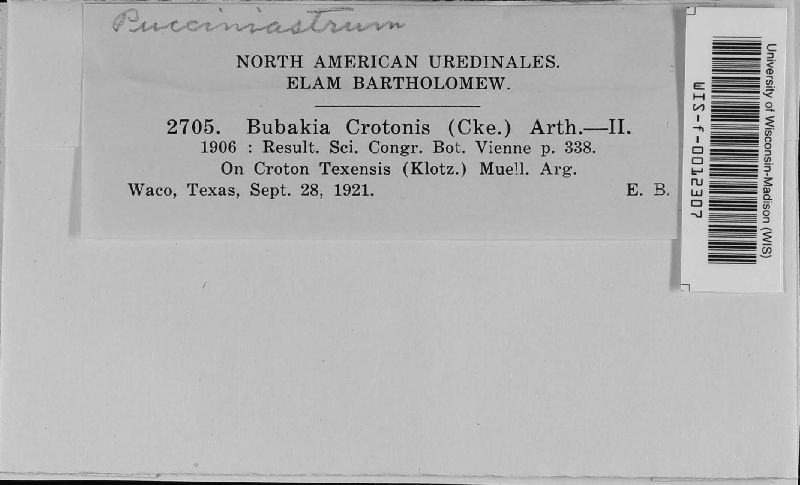 Pucciniastrum
NORTH AMERICAN UREDINALES.
ELAM BARTHOLOMEW.
2705. Bubakia Crotonis (Cke.) Arth.—II.
1906 : Result. Sci. Congr. Bot. Vienne p. 338.
On Croton Texensis (Klotz.) Muell. Arg.
Waco, Texas, Sept. 28, 1921. E. B.
University of Wisconsin-Madison (WIS)
WIS-f-0012307